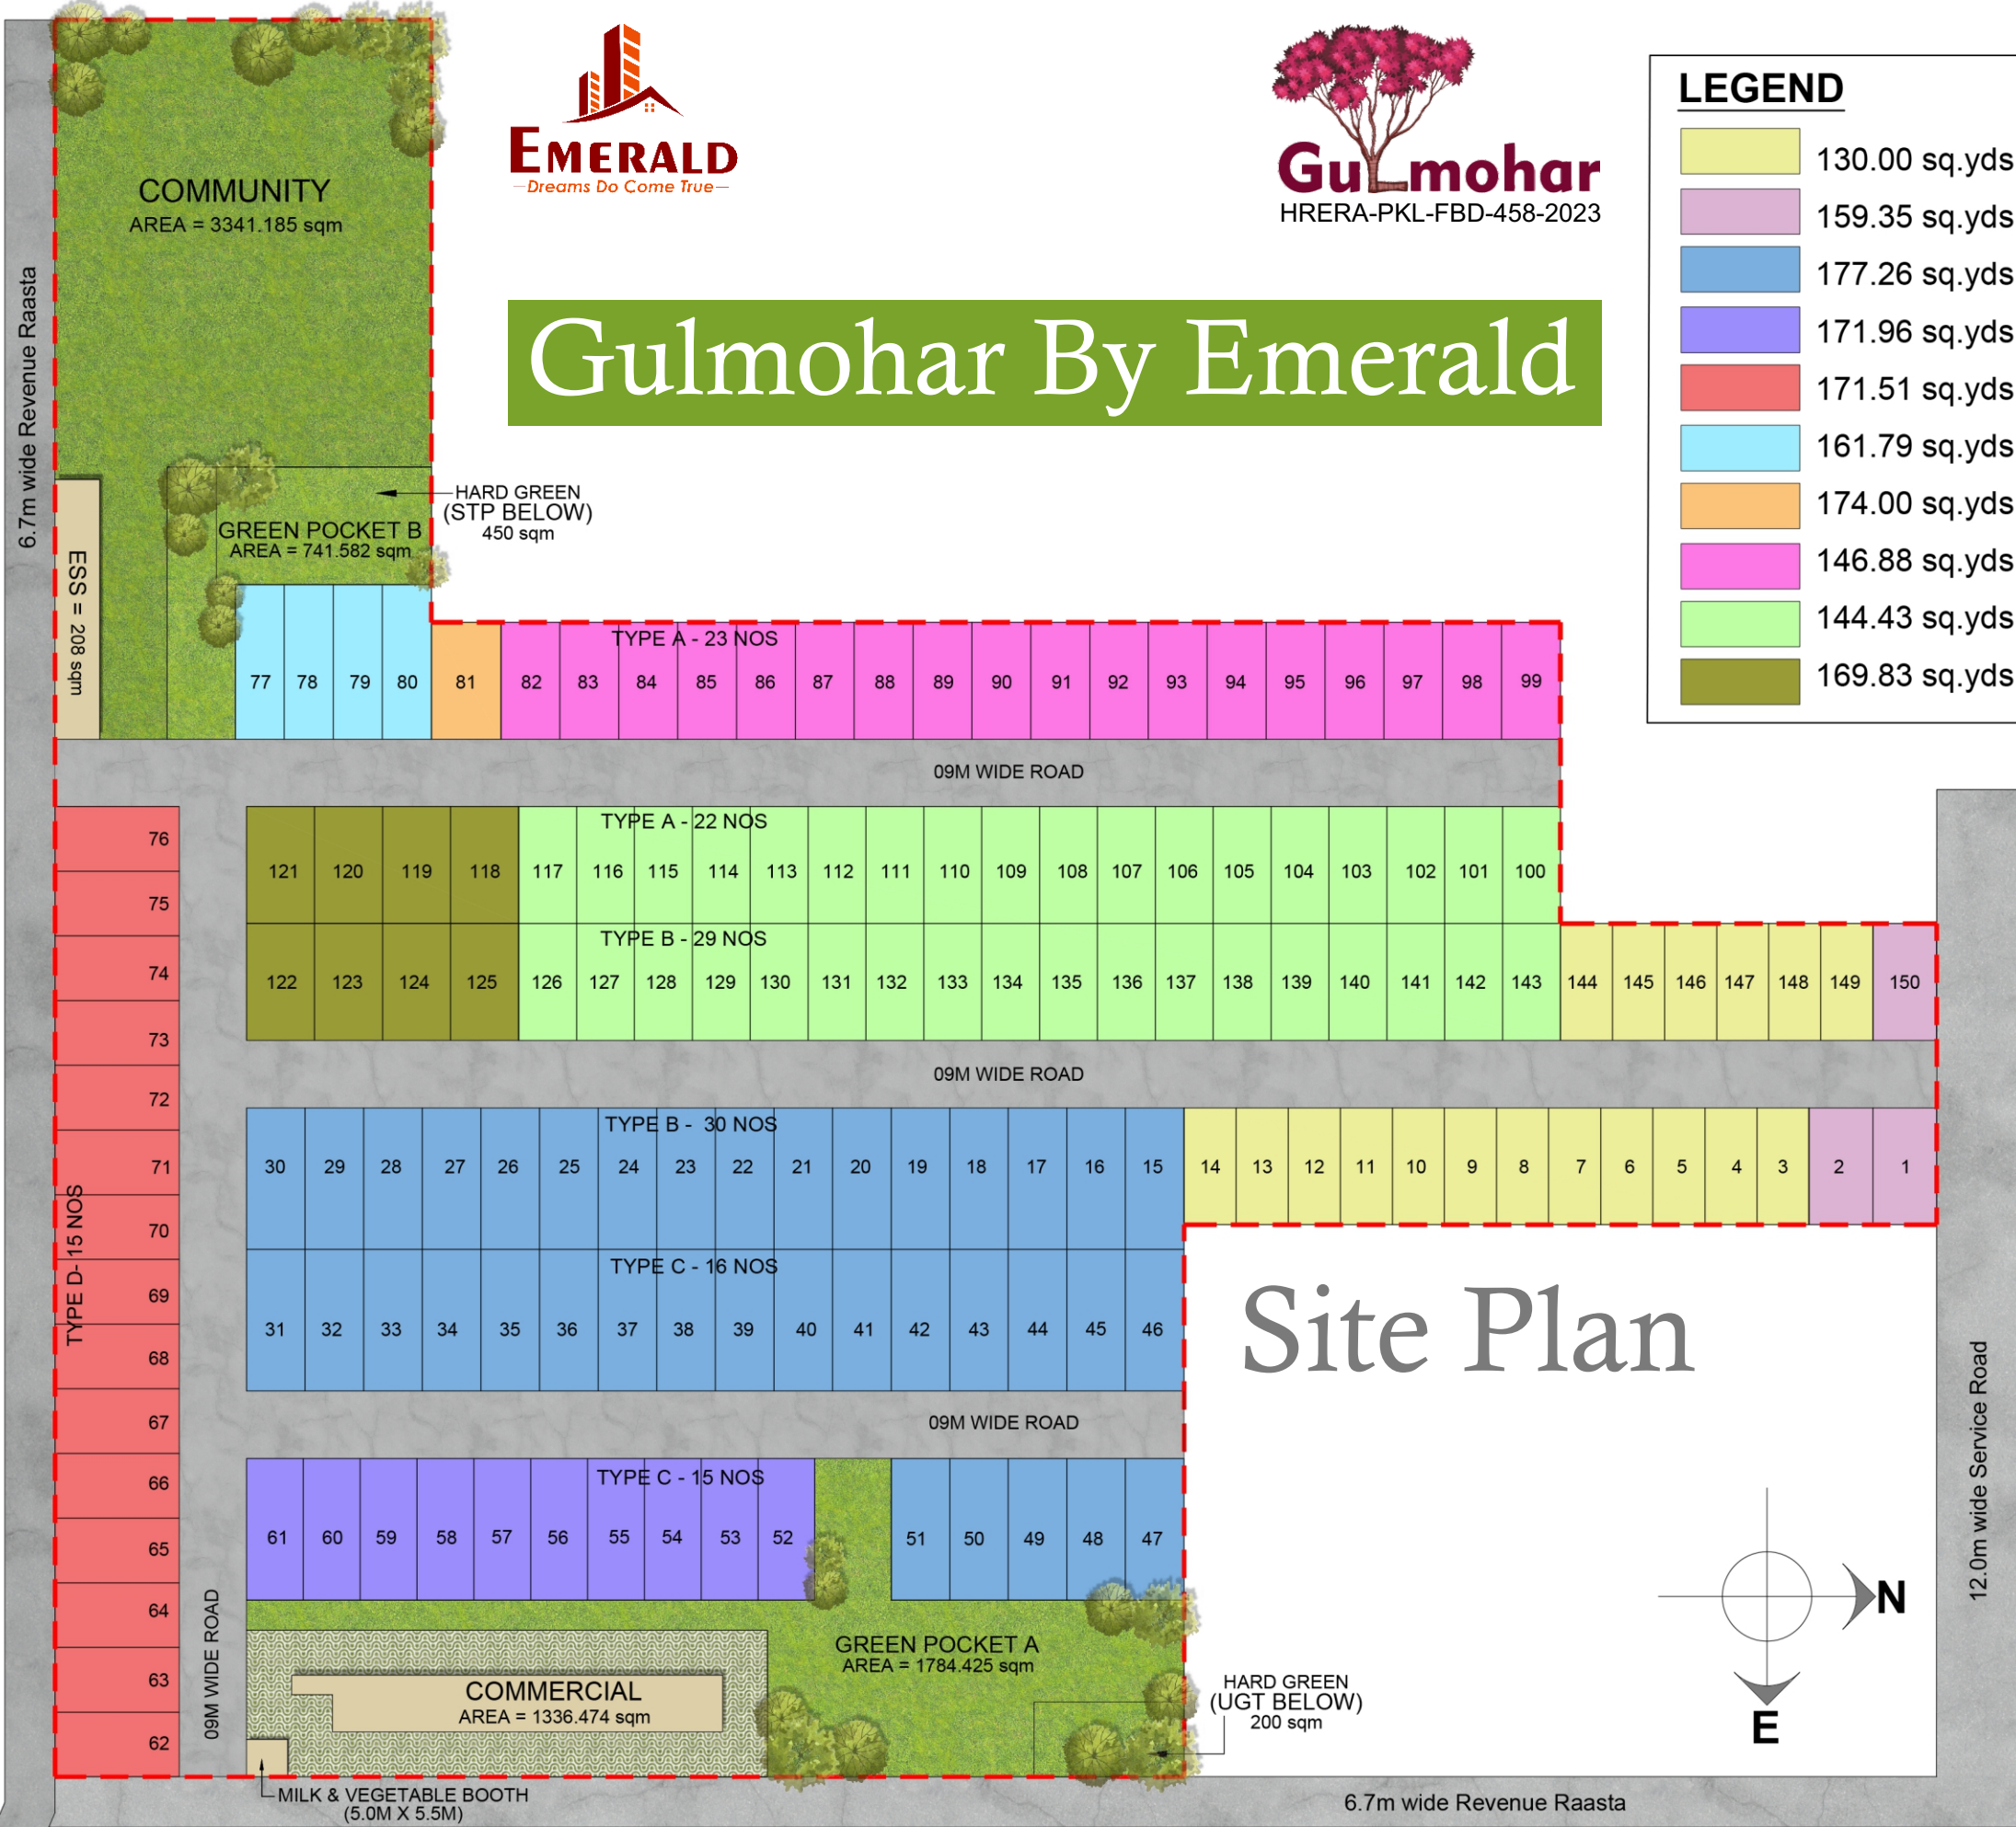 EMERALD
Dreams Do Come True
Gulmohar
HRERA-PKL-FBD-458-2023
LEGEND
130.00 sq.yds
159.35 sq.yds
177.26 sq.yds
171.96 sq.yds
171.51 sq.yds
161.79 sq.yds
174.00 sq.yds
146.88 sq.yds
144.43 sq.yds
169.83 sq.yds
Gulmohar By Emerald
COMMUNITY
AREA = 3341.185 sqm
6.7m wide Revenue Raasta
HARD GREEN
(STP BELOW)
450 sqm
GREEN POCKET B
AREA = 741.582 sqm
ESS = 208 sqm
TYPE A - 23 NOS
77 78 79 80 81 82 83 84 85 86 87 88 89 90 91 92 93 94 95 96 97 98 99
09M WIDE ROAD
TYPE A - 22 NOS
121 120 119 118 117 116 115 114 113 112 111 110 109 108 107 106 105 104 103 102 101 100
TYPE B - 29 NOS
122 123 124 125 126 127 128 129 130 131 132 133 134 135 136 137 138 139 140 141 142 143 144 145 146 147 148 149 150
09M WIDE ROAD
TYPE B - 30 NOS
30 29 28 27 26 25 24 23 22 21 20 19 18 17 16 15 14 13 12 11 10 9 8 7 6 5 4 3 2 1
TYPE C - 16 NOS
31 32 33 34 35 36 37 38 39 40 41 42 43 44 45 46
09M WIDE ROAD
TYPE C - 15 NOS
61 60 59 58 57 56 55 54 53 52 51 50 49 48 47
76
75
74
73
72
71
70
69
68
67
66
65
64
63
62
TYPE D- 15 NOS
09M WIDE ROAD
Site Plan
12.0m wide Service Road
N
E
GREEN POCKET A
AREA = 1784.425 sqm
HARD GREEN
(UGT BELOW)
200 sqm
COMMERCIAL
AREA = 1336.474 sqm
MILK & VEGETABLE BOOTH
(5.0M X 5.5M)
6.7m wide Revenue Raasta